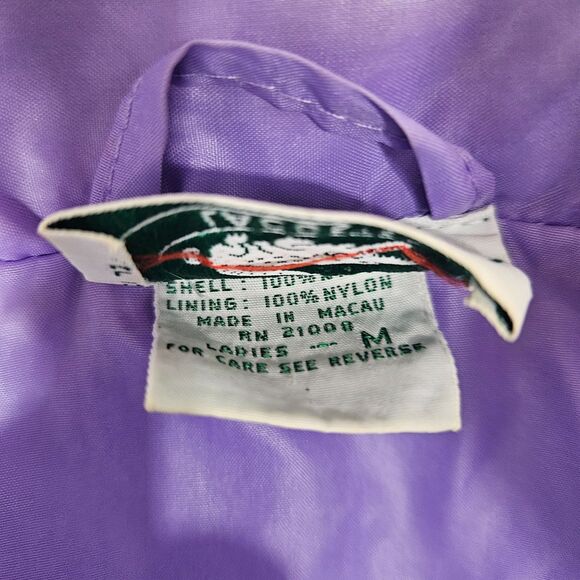 SHELL: 100%
LINING: 100% NYLON
MADE IN MACAU
RN 21008
LADIES M
FOR CARE SEE REVERSE